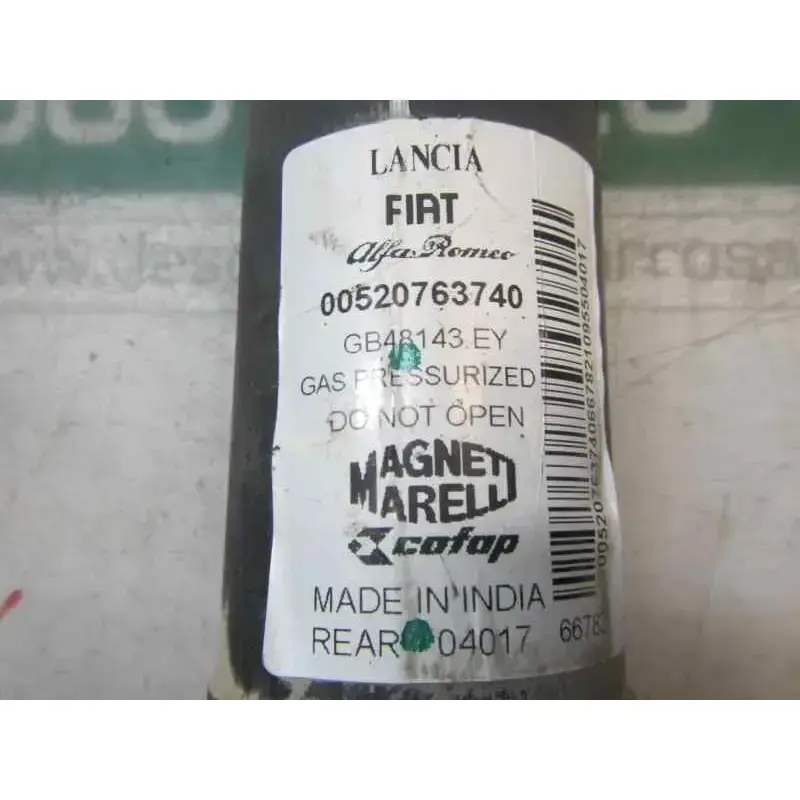 LANCIA
FIAT
Alfa Romeo
00520763740
GB48143.EY
GAS PRESSURIZED
DO NOT OPEN
MAGNETI
MARELLI
cofap
MADE IN INDIA
REAR 04017